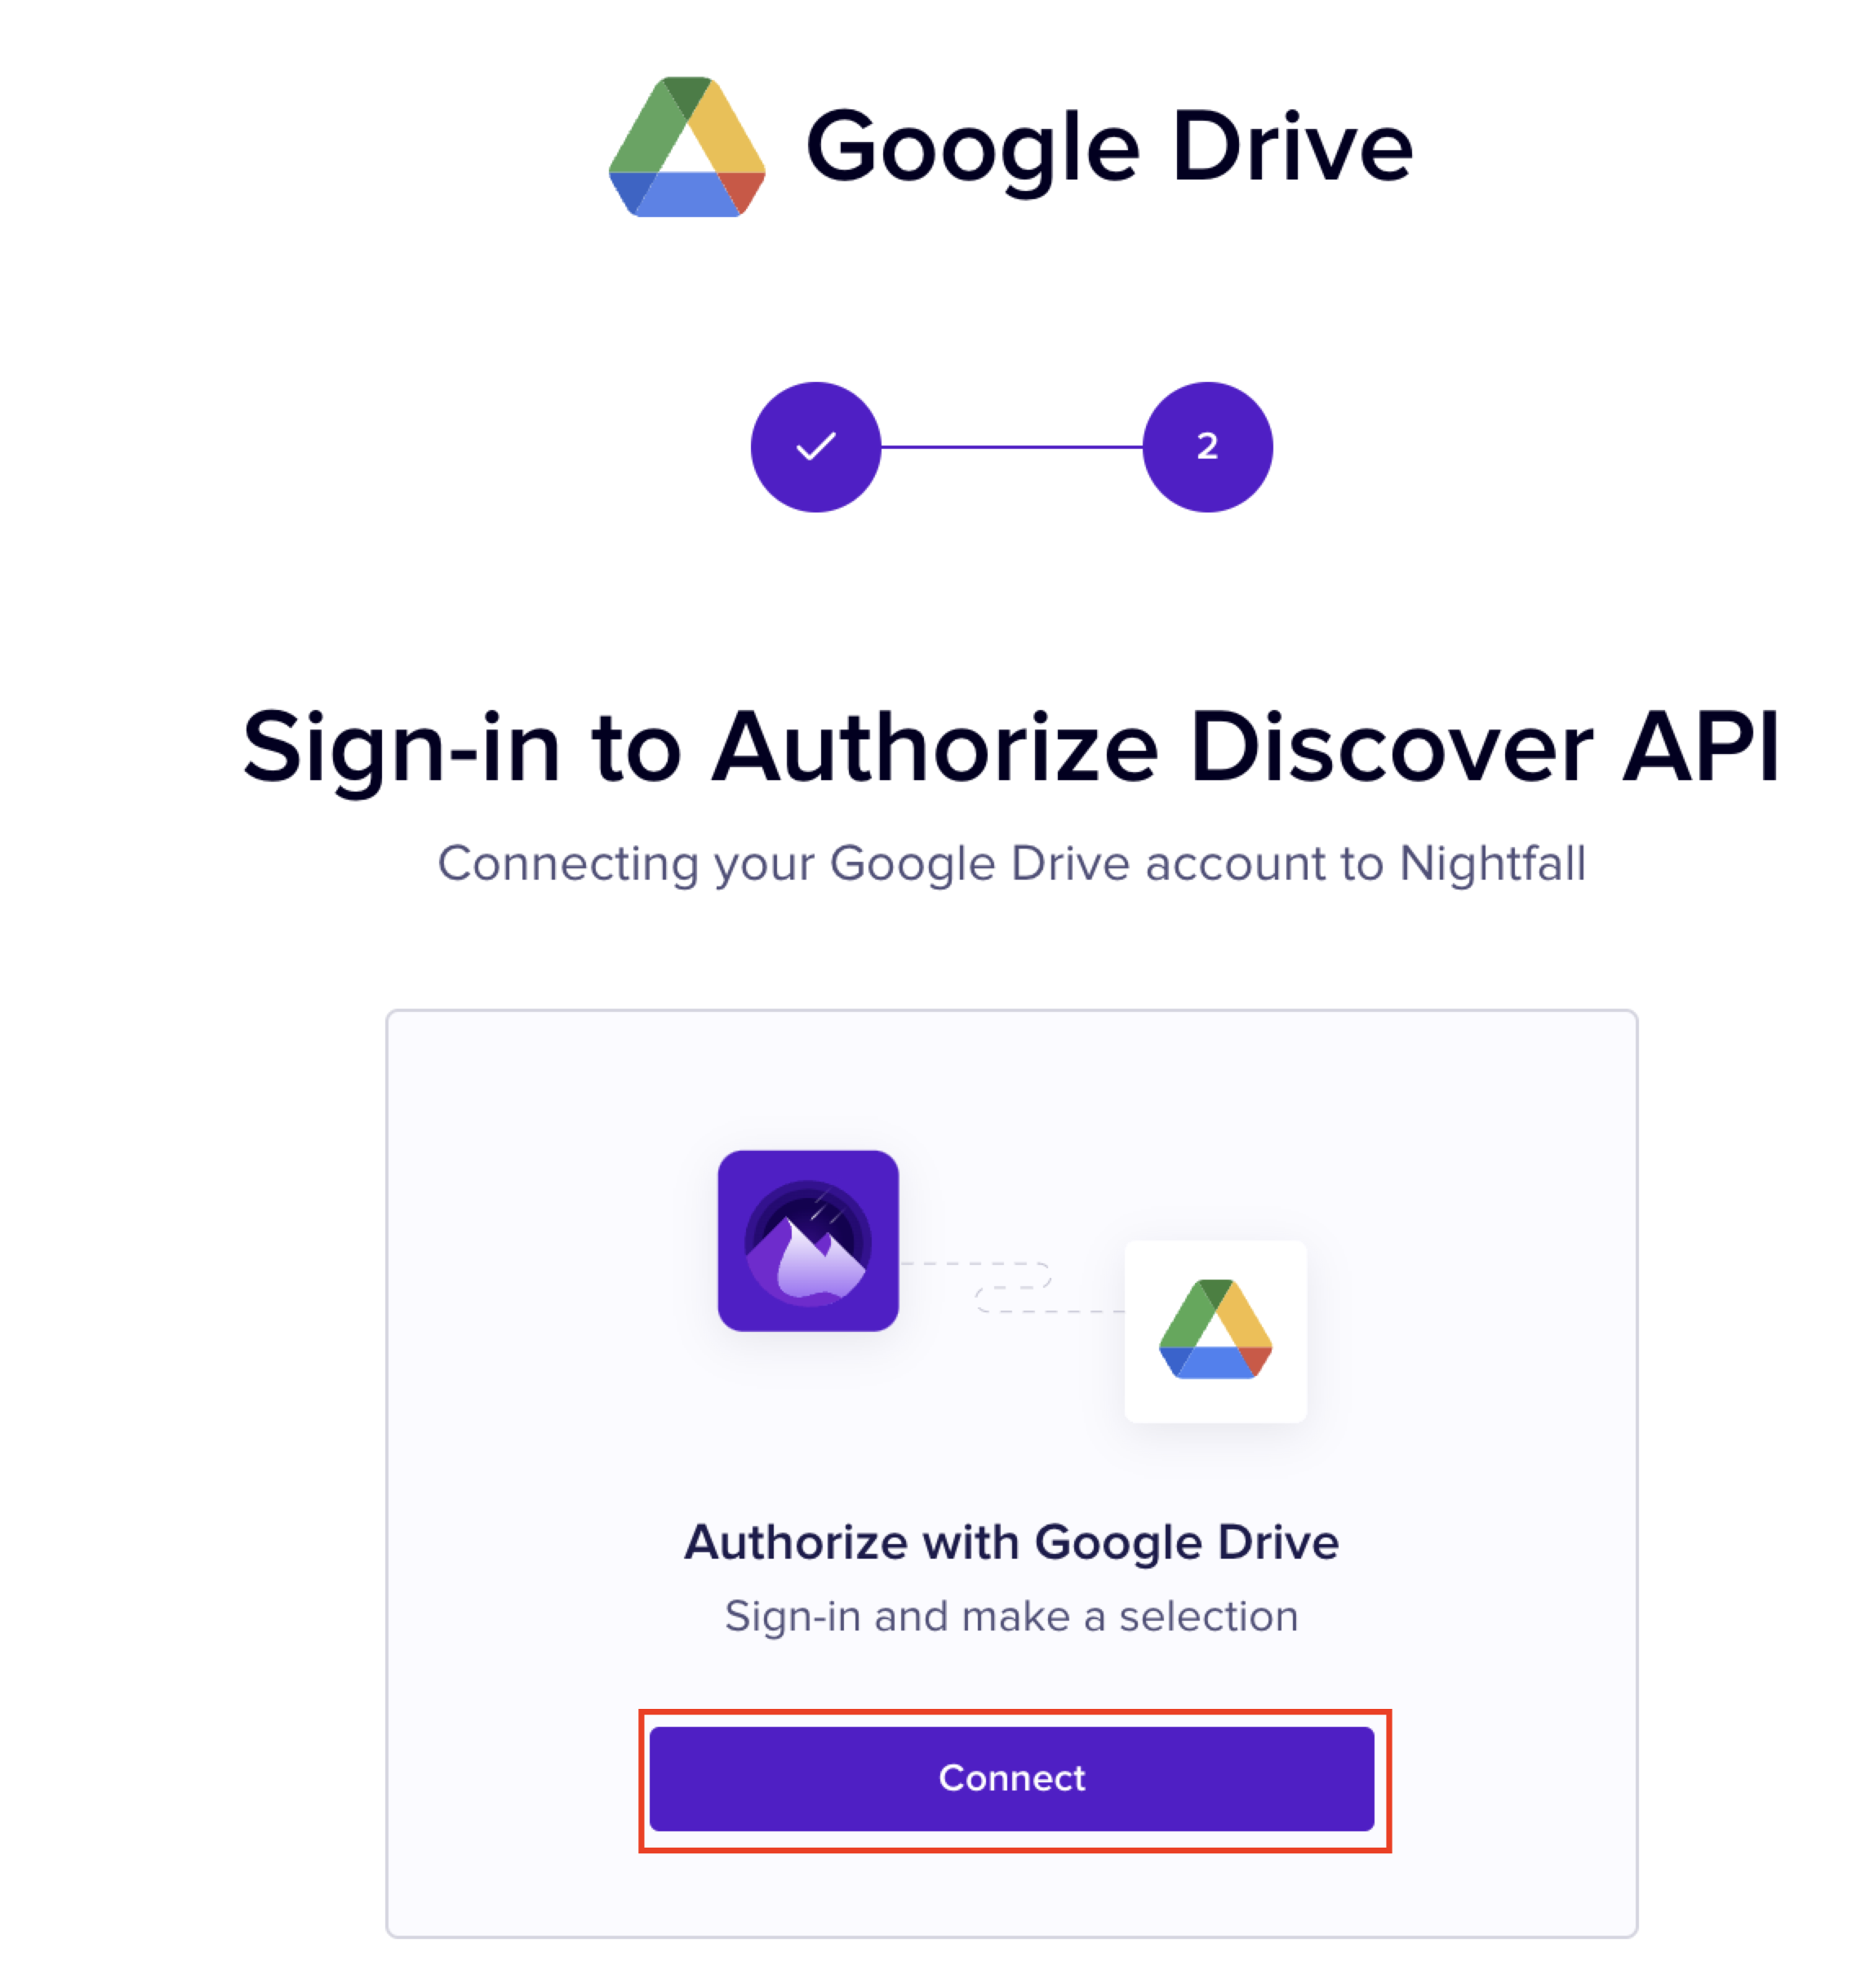 Google Drive
2
Sign-in to Authorize Discover API
Connecting your Google Drive account to Nightfall
Authorize with Google Drive
Sign-in and make a selection
Connect